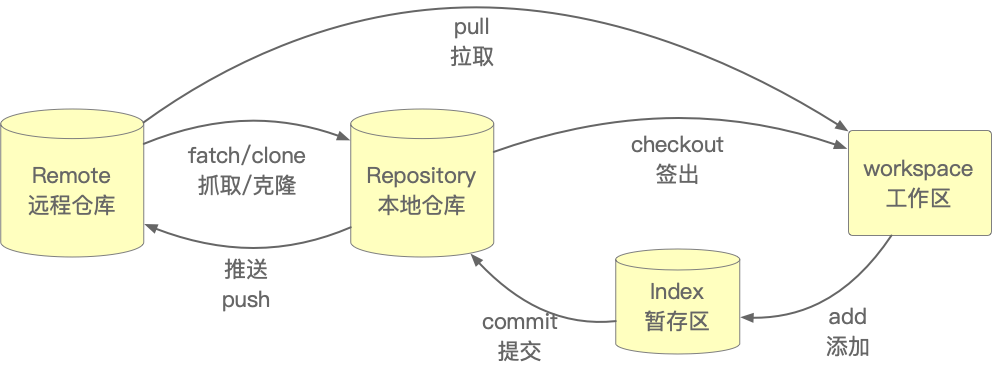 pull
拉取
fatch/clone
抓取/克隆
checkout
签出
Remote
远程仓库
Repository
本地仓库
workspace
工作区
推送
push
Index
暂存区
commit
提交
add
添加